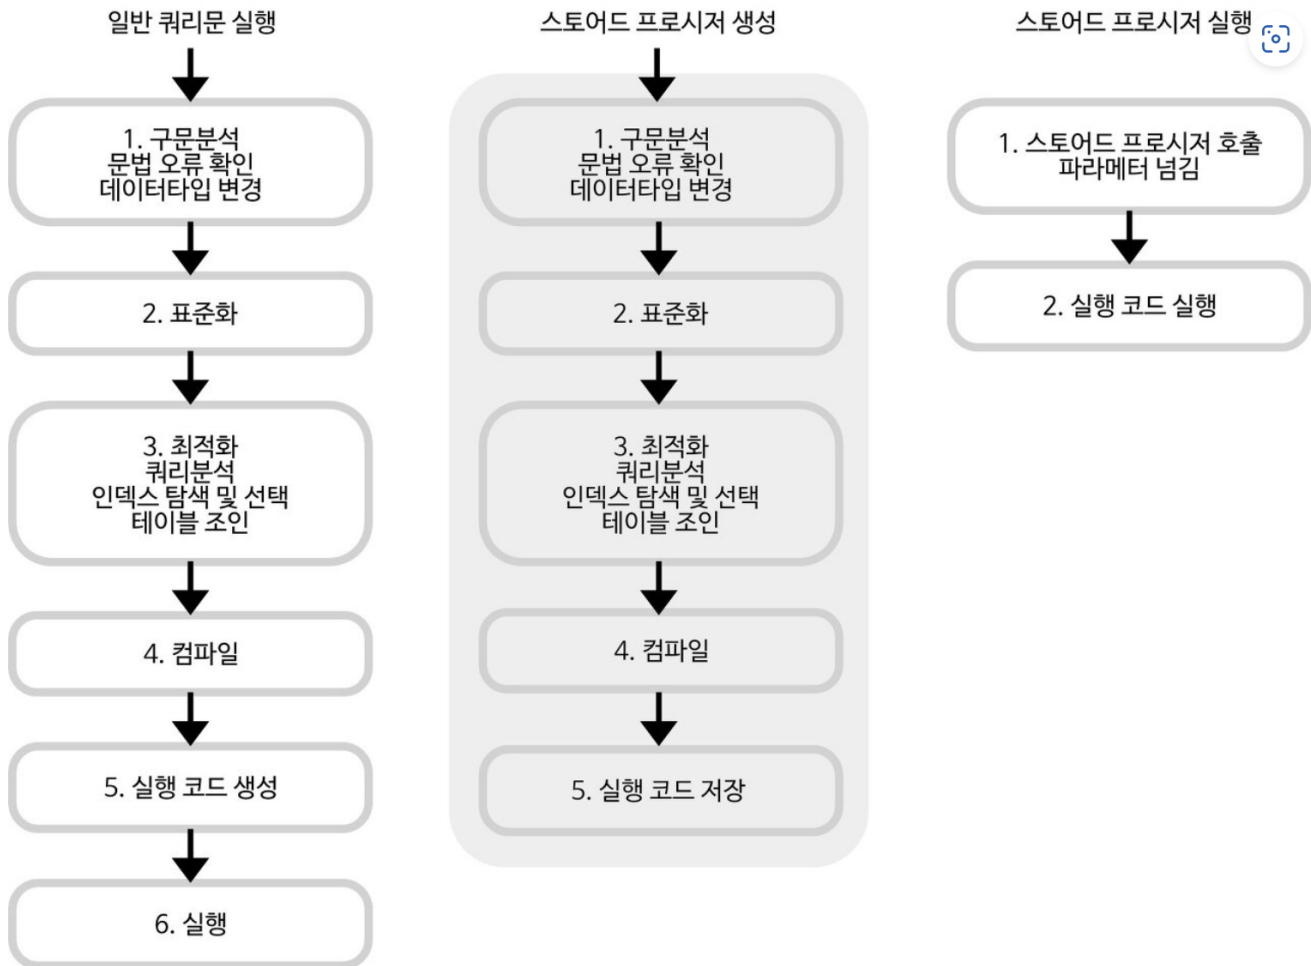 일반 쿼리문 실행
1. 구문분석
문법 오류 확인
데이터타입 변경
2. 표준화
3. 최적화
쿼리분석
인덱스 탐색 및 선택
테이블 조인
4. 컴파일
5. 실행 코드 생성
6. 실행
스토어드 프로시저 생성
1. 구문분석
문법 오류 확인
데이터타입 변경
2. 표준화
3. 최적화
쿼리분석
인덱스 탐색 및 선택
테이블 조인
4. 컴파일
5. 실행 코드 저장
스토어드 프로시저 실행
1. 스토어드 프로시저 호출
파라메터 넘김
2. 실행 코드 실행